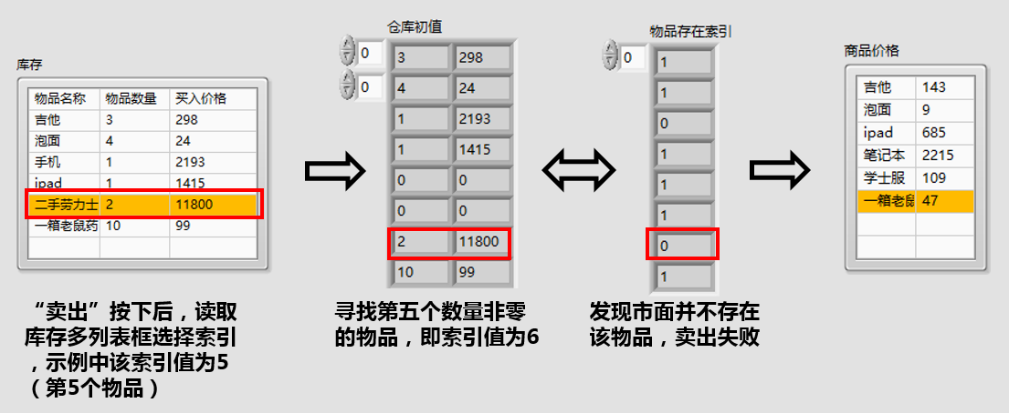 库存
物品名称 物品数量 买入价格
吉他 3 298
泡面 4 24
手机 1 2193
ipad 1 1415
二手劳力士 2 11800
一箱老鼠药 10 99
“卖出”按下后，读取
库存多列表框选择索引
，示例中该索引值为5
（第5个物品）
仓库初值
0
0
3 298
4 24
1 2193
1 1415
0 0
0 0
2 11800
10 99
寻找第五个数量非零
的物品，即索引值为6
物品存在索引
0
1
1
0
1
1
1
0
1
发现市面并不存在
该物品，卖出失败
商品价格
吉他 143
泡面 9
ipad 685
笔记本 2215
学士服 109
一箱老鼠 47